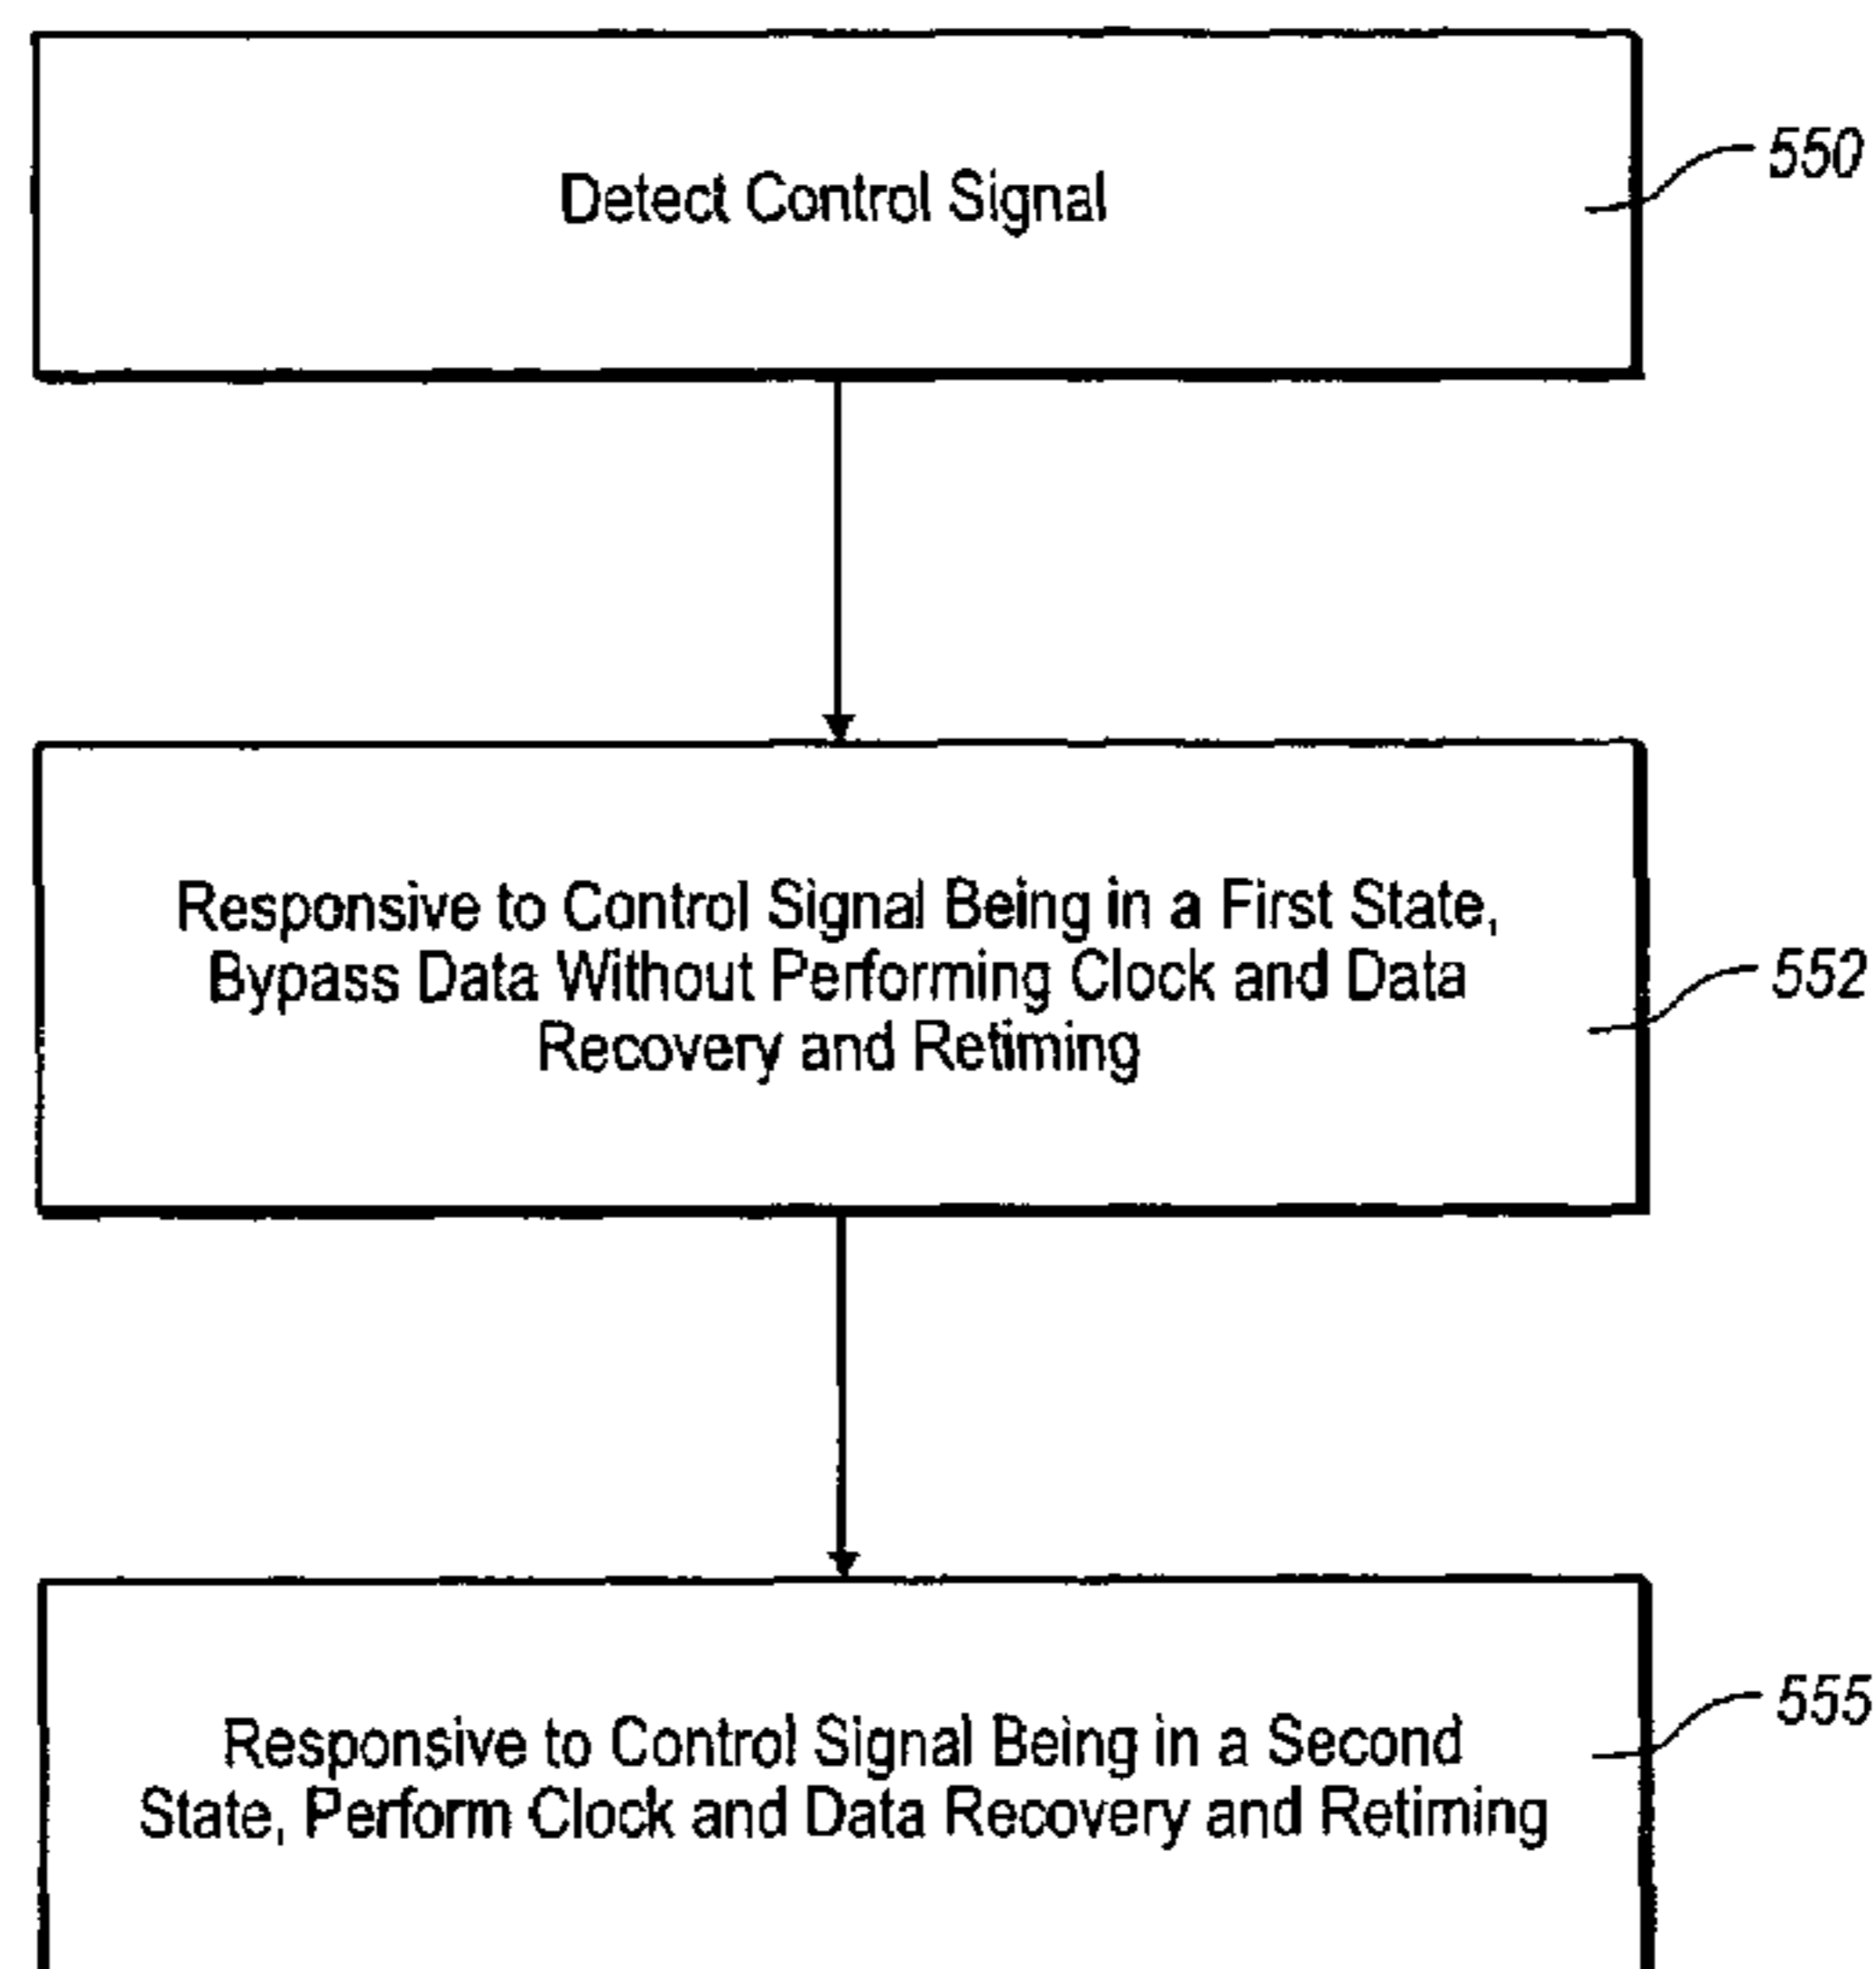 Detect Control Signal
550
Responsive to Control Signal Being in a First State,
Bypass Data Without Performing Clock and Data
Recovery and Retiming
552
Responsive to Control Signal Being in a Second
State, Perform Clock and Data Recovery and Retiming
555